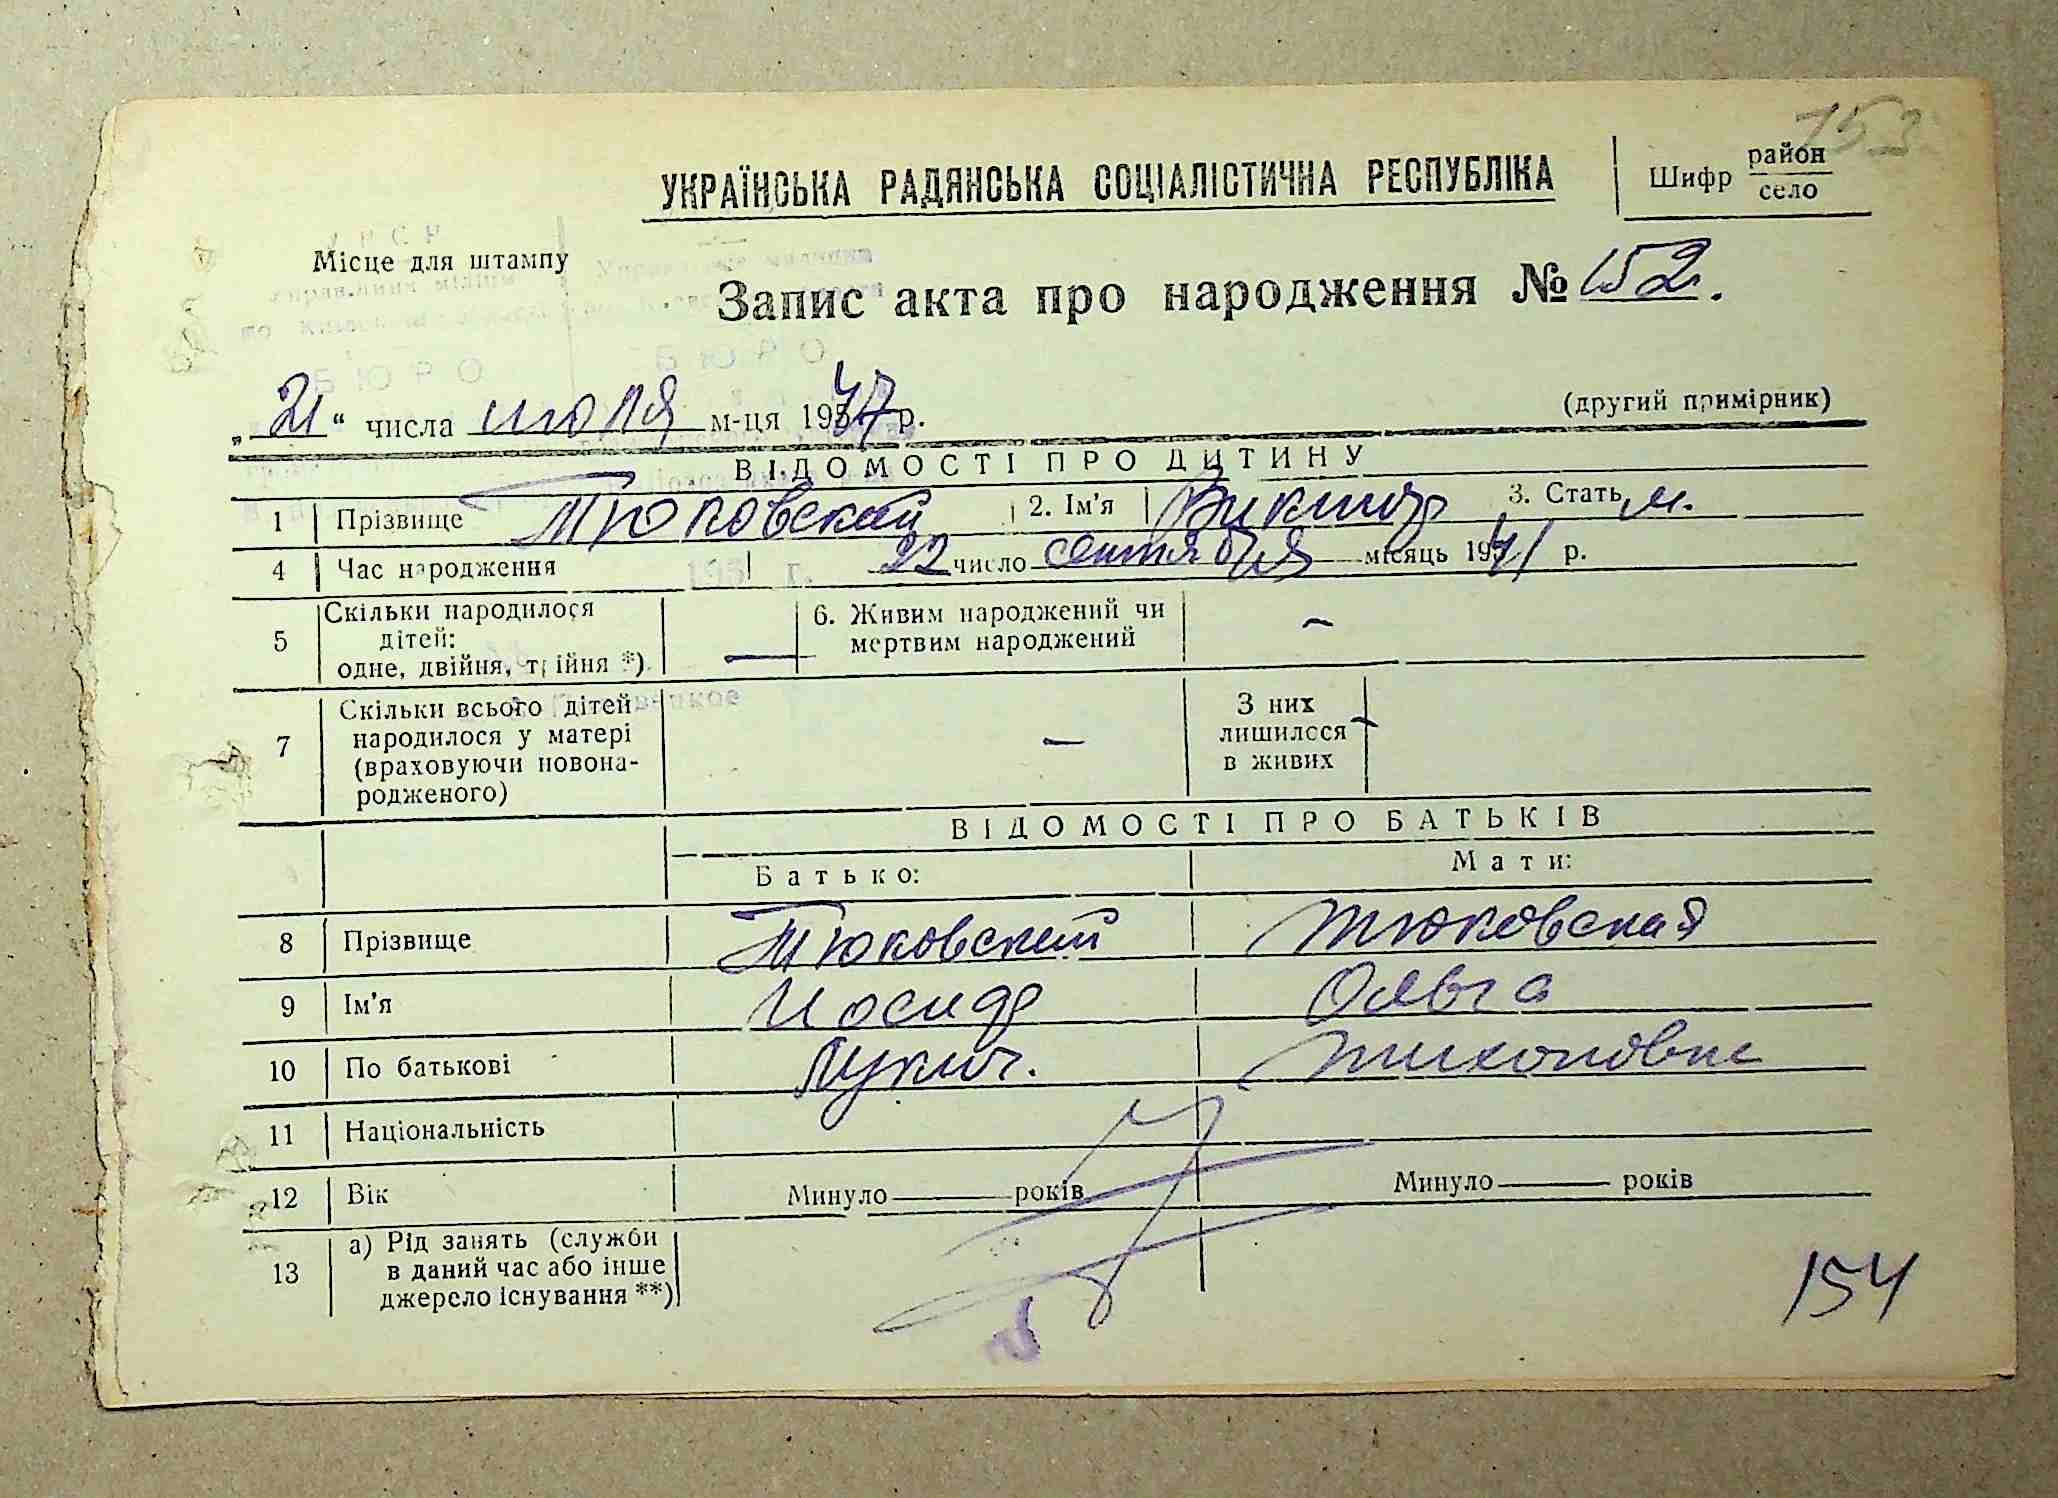 153
УКРАЇНСЬКА РАДЯНСЬКА СОЦІАЛІСТИЧНА РЕСПУБЛІКА
Шифр район
село
Місце для штампу
Запис акта про народження № 152.
„21“ числа июля м-ця 1947 р.
(другий примірник)
ВІДОМОСТІ ПРО ДИТИНУ
1 Прізвище Тюковский 2. Ім'я Виктор 3. Стать м.
4 Час народження 22 число сентября місяць 1941 р.
5 Скільки народилося дітей: одне, двійня, трійня *) — 6. Живим народжений чи мертвим народжений —
7 Скільки всього дітей народилося у матері (враховуючи новонародженого) — З них лишилося в живих —
ВІДОМОСТІ ПРО БАТЬКІВ
Батько: Мати:
8 Прізвище Тюковский Тюковская
9 Ім'я Иосиф Ольга
10 По батькові Лукич. Тихоновна
11 Національність
12 Вік Минуло — років Минуло — років
13 а) Рід занять (служби в даний час або інше джерело існування **)
154